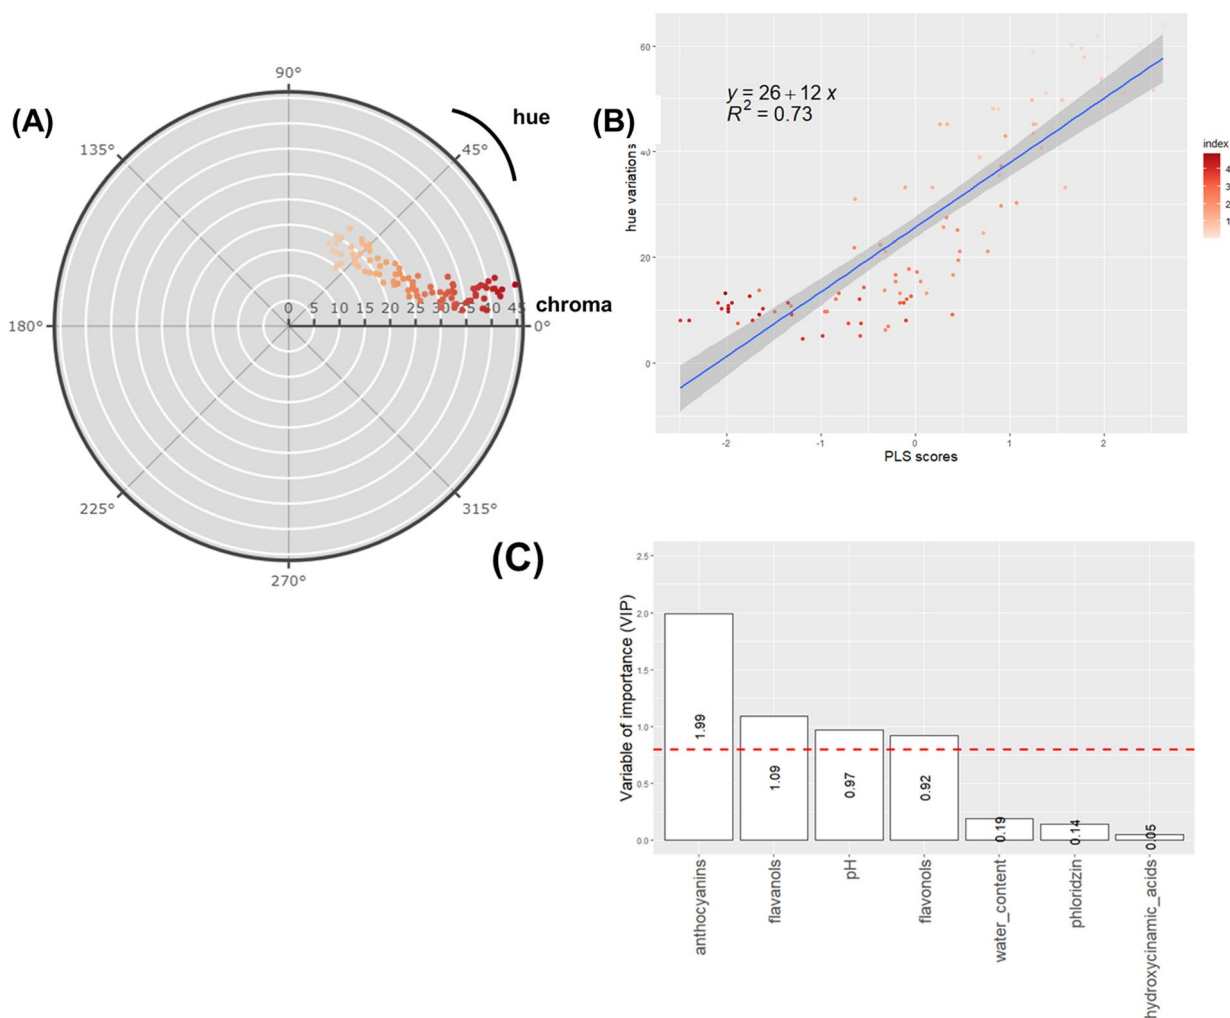 (A)
90°
hue
135°
45°
0 5 10 15 20 25 30 35 40 45
chroma
180°
0°
225°
315°
270°
(B)
y = 26 + 12 x
R² = 0.73
hue variations
60
40
20
0
-2 -1 0 1 2
PLS scores
index
4
3
2
1
(C)
Variable of importance (VIP)
2.5
2.0
1.5
1.0
0.5
0.0
1.99
1.09
0.97
0.92
0.19
0.14
0.05
anthocyanins
flavanols
pH
flavonols
water_content
phloridzin
hydroxycinamic_acids